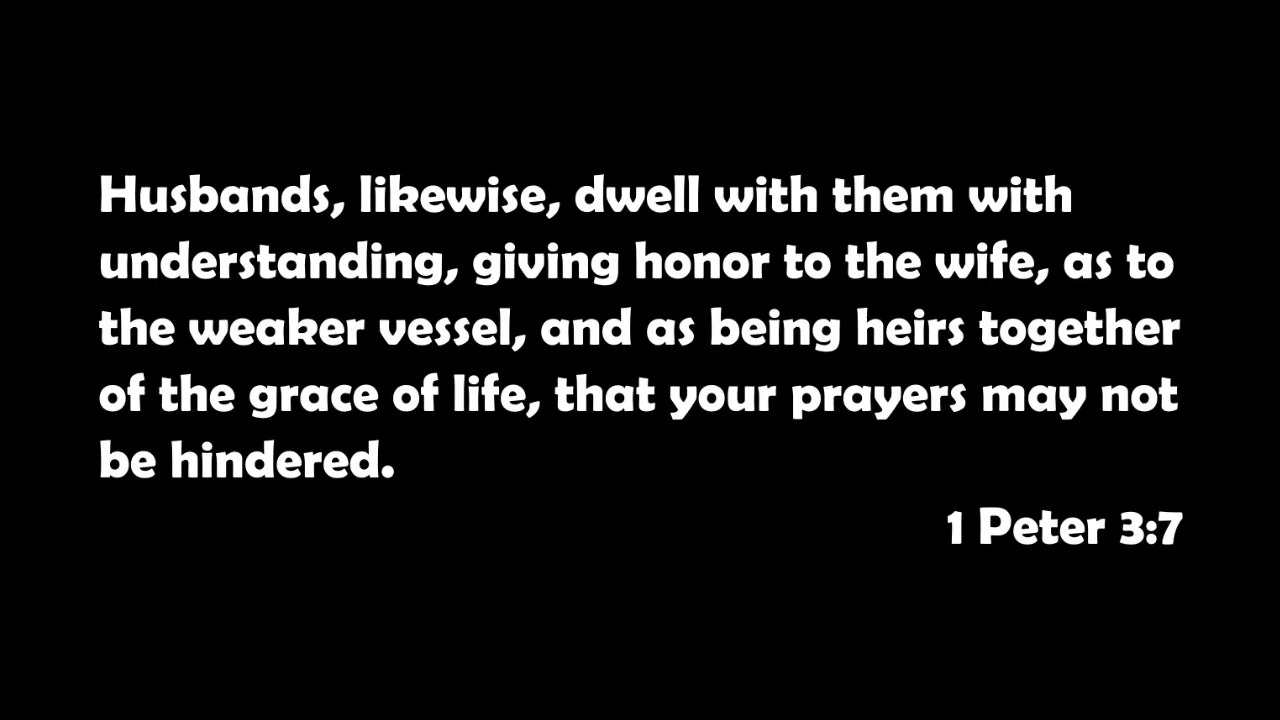 Husbands, likewise, dwell with them with
understanding, giving honor to the wife, as to
the weaker vessel, and as being heirs together
of the grace of life, that your prayers may not
be hindered.
1 Peter 3:7